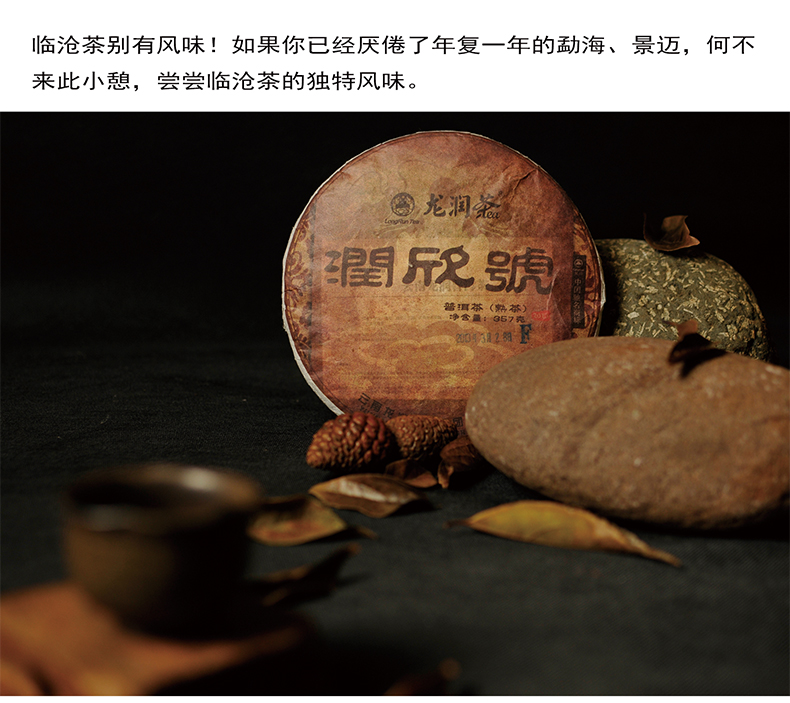 临沧茶别有风味！如果你已经厌倦了年复一年的勐海、景迈，何不
来此小憩，尝尝临沧茶的独特风味。
龙润茶
LongRun Tea
tea
潤欣號
普洱茶（熟茶）
净含量：357克
F